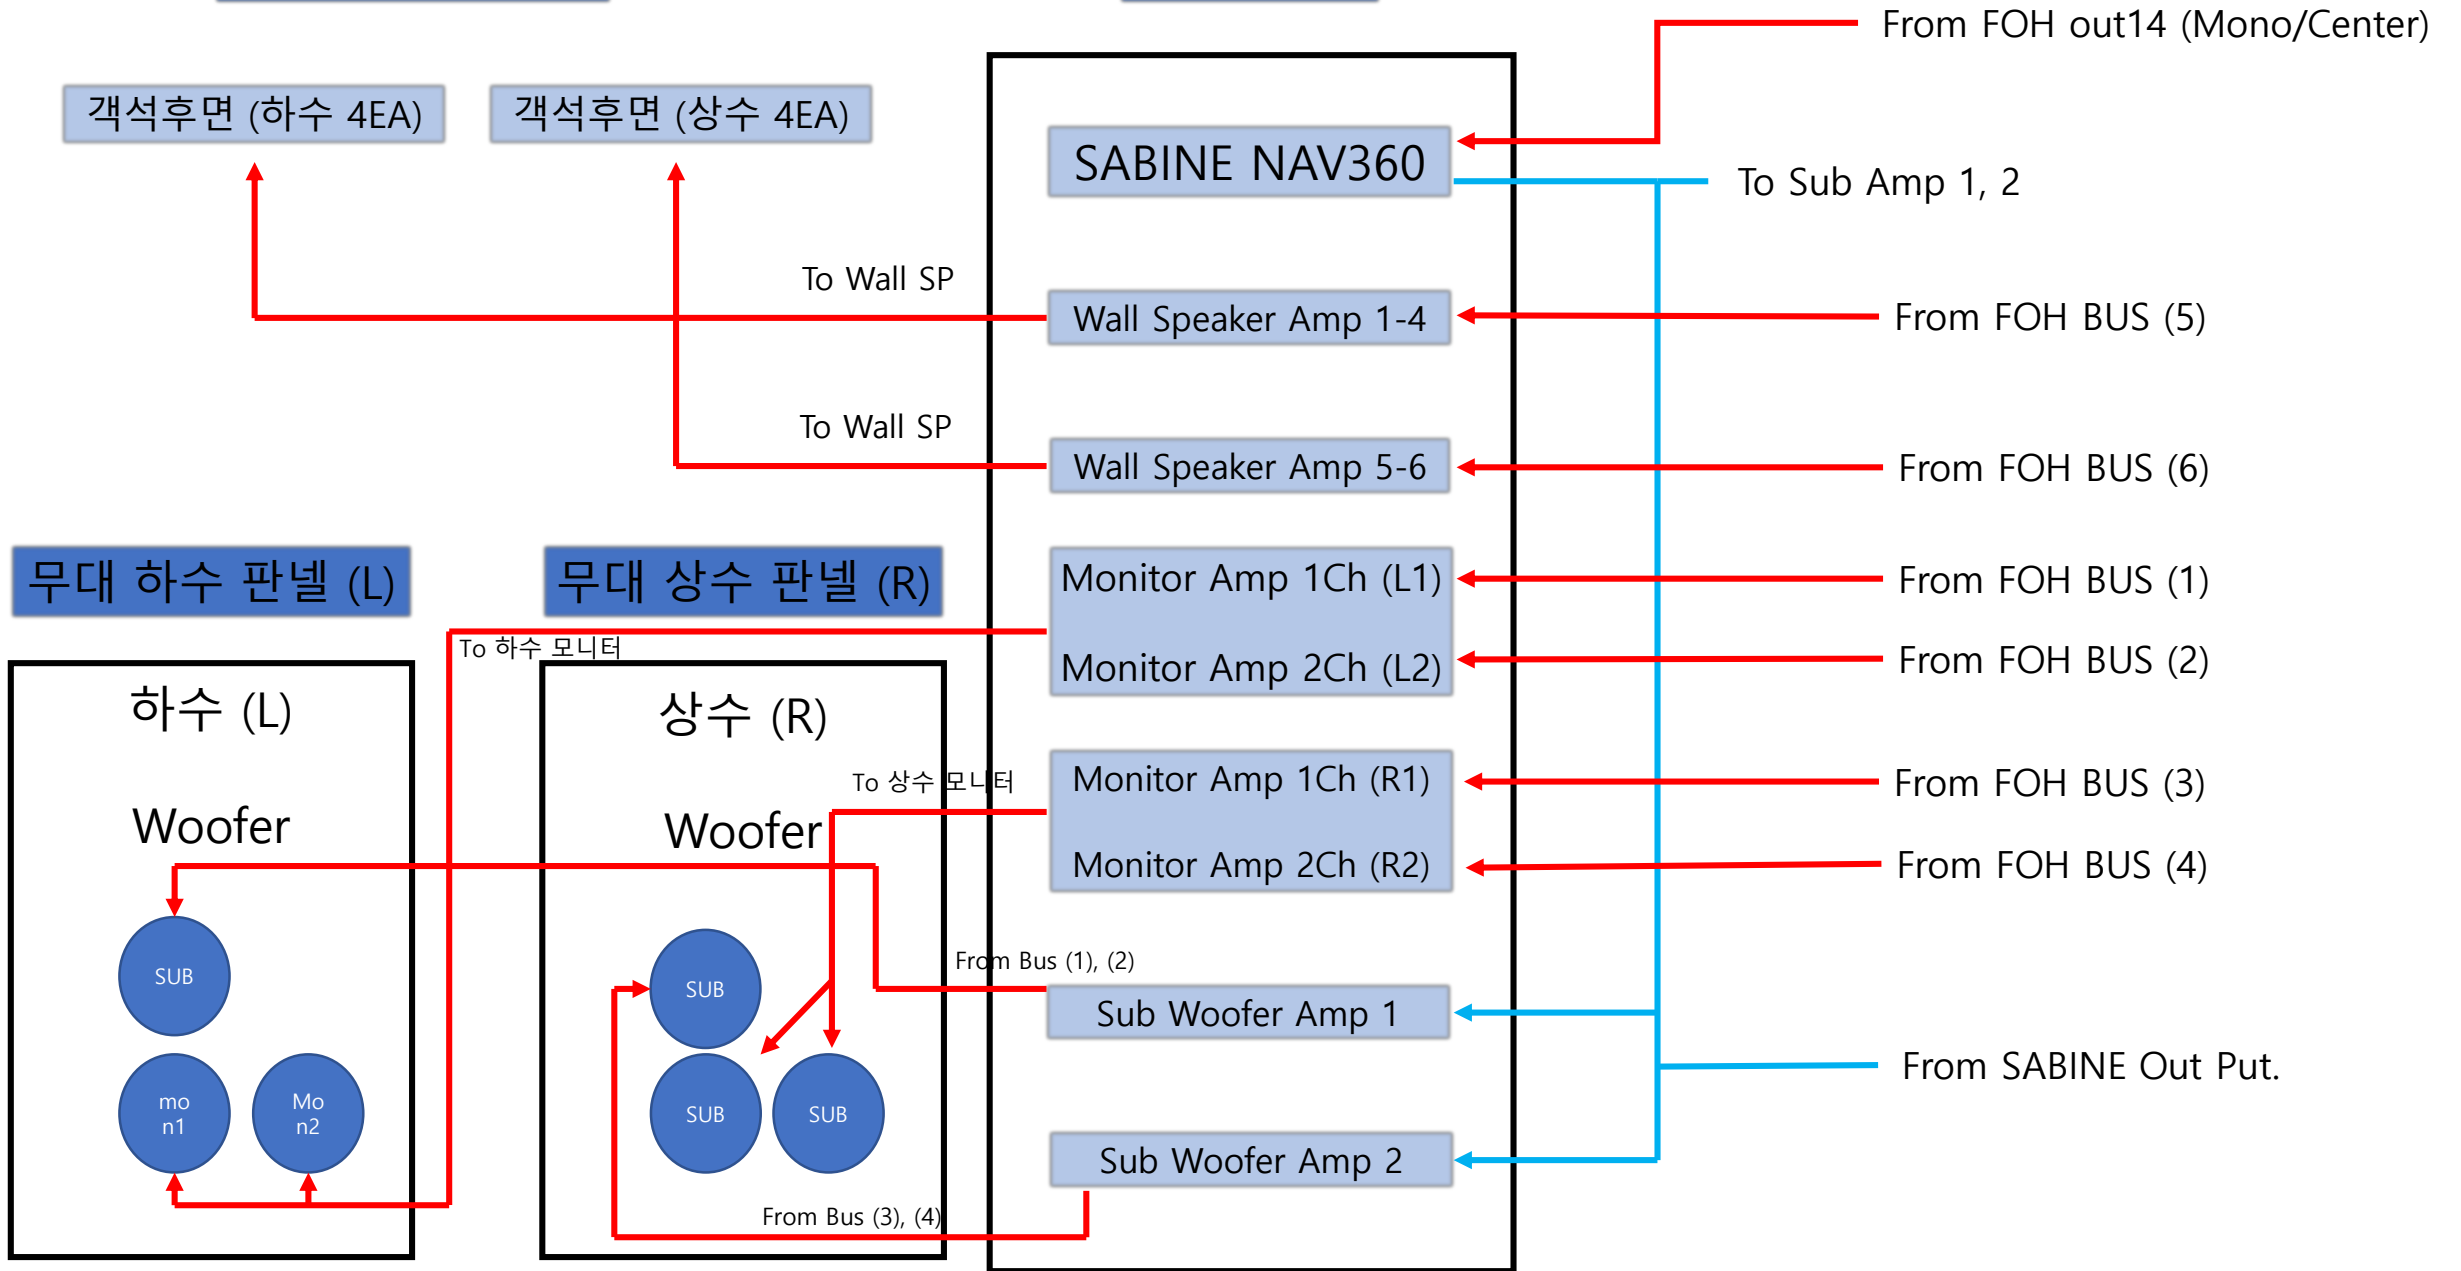 From FOH out14 (Mono/Center)
객석후면 (하수 4EA)
객석후면 (상수 4EA)
SABINE NAV360
To Sub Amp 1, 2
To Wall SP
Wall Speaker Amp 1-4
From FOH BUS (5)
To Wall SP
Wall Speaker Amp 5-6
From FOH BUS (6)
무대 하수 판넬 (L)
무대 상수 판넬 (R)
Monitor Amp 1Ch (L1)
From FOH BUS (1)
To 하수 모니터
Monitor Amp 2Ch (L2)
From FOH BUS (2)
하수 (L)
상수 (R)
To 상수 모니터
Monitor Amp 1Ch (R1)
From FOH BUS (3)
Woofer
Woofer
Monitor Amp 2Ch (R2)
From FOH BUS (4)
SUB
SUB
From Bus (1), (2)
Sub Woofer Amp 1
From SABINE Out Put.
mo
n1
Mo
n2
SUB
SUB
Sub Woofer Amp 2
From Bus (3), (4)